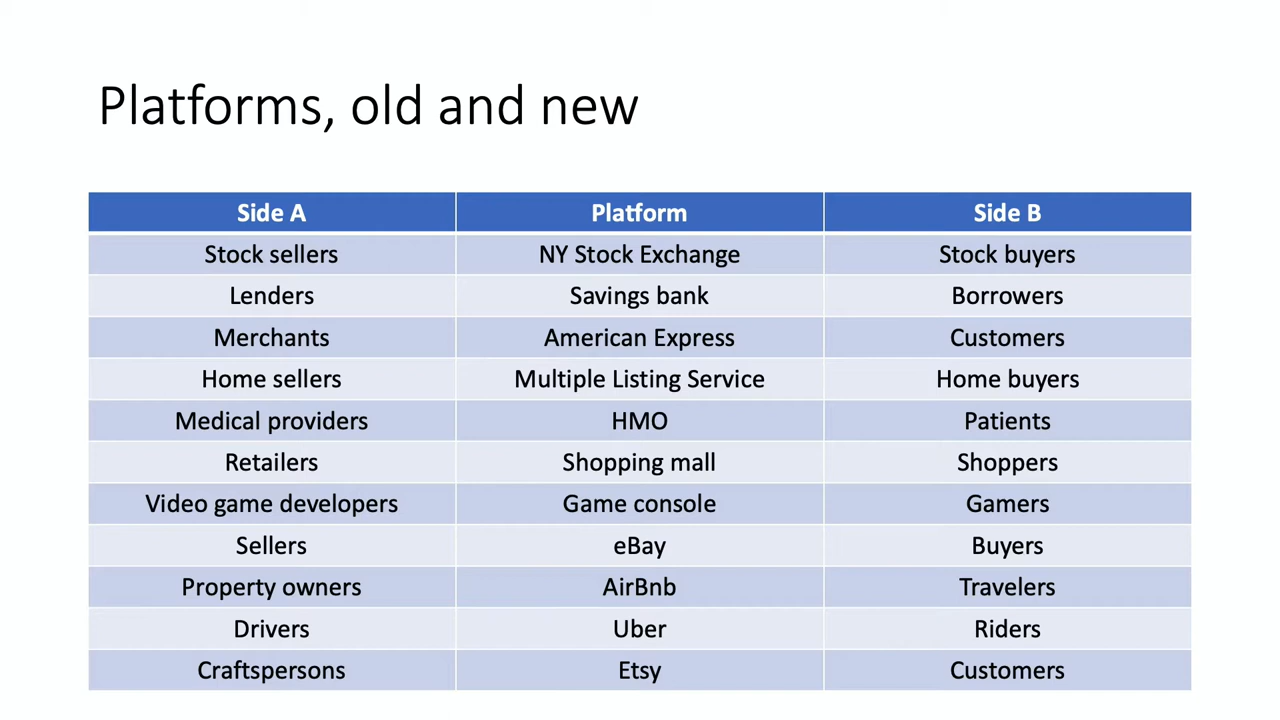 Platforms, old and new
Side A Platform Side B
Stock sellers NY Stock Exchange Stock buyers
Lenders Savings bank Borrowers
Merchants American Express Customers
Home sellers Multiple Listing Service Home buyers
Medical providers HMO Patients
Retailers Shopping mall Shoppers
Video game developers Game console Gamers
Sellers eBay Buyers
Property owners AirBnb Travelers
Drivers Uber Riders
Craftspersons Etsy Customers